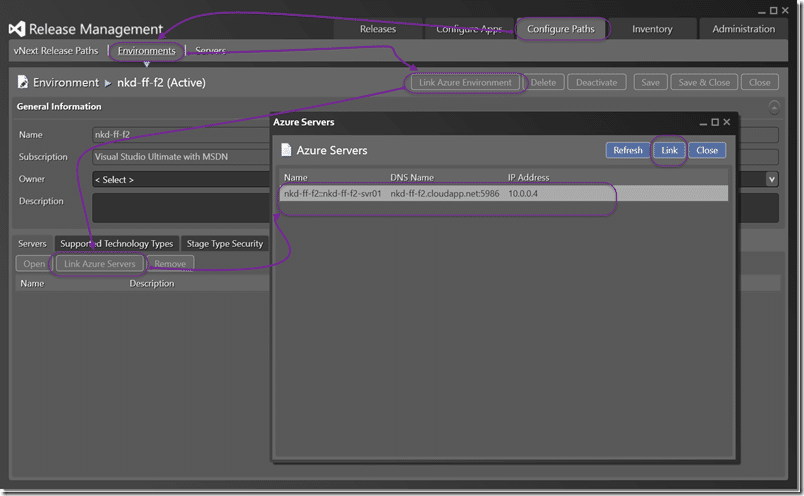 Release Management
Releases Configure Apps Configure Paths Inventory Administration
vNext Release Paths Environments Servers
Environment nkd-ff-f2 (Active) Link Azure Environment Delete Deactivate Save Save & Close Close
General Information
Name nkd-ff-f2
Subscription Visual Studio Ultimate with MSDN
Owner < Select >
Description
Servers Supported Technology Types Stage Type Security
Open Link Azure Servers Remove
Name Description
Azure Servers
Azure Servers Refresh Link Close
Name DNS Name IP Address
nkd-ff-f2::nkd-ff-f2-svr01 nkd-ff-f2.cloudapp.net:5986 10.0.0.4